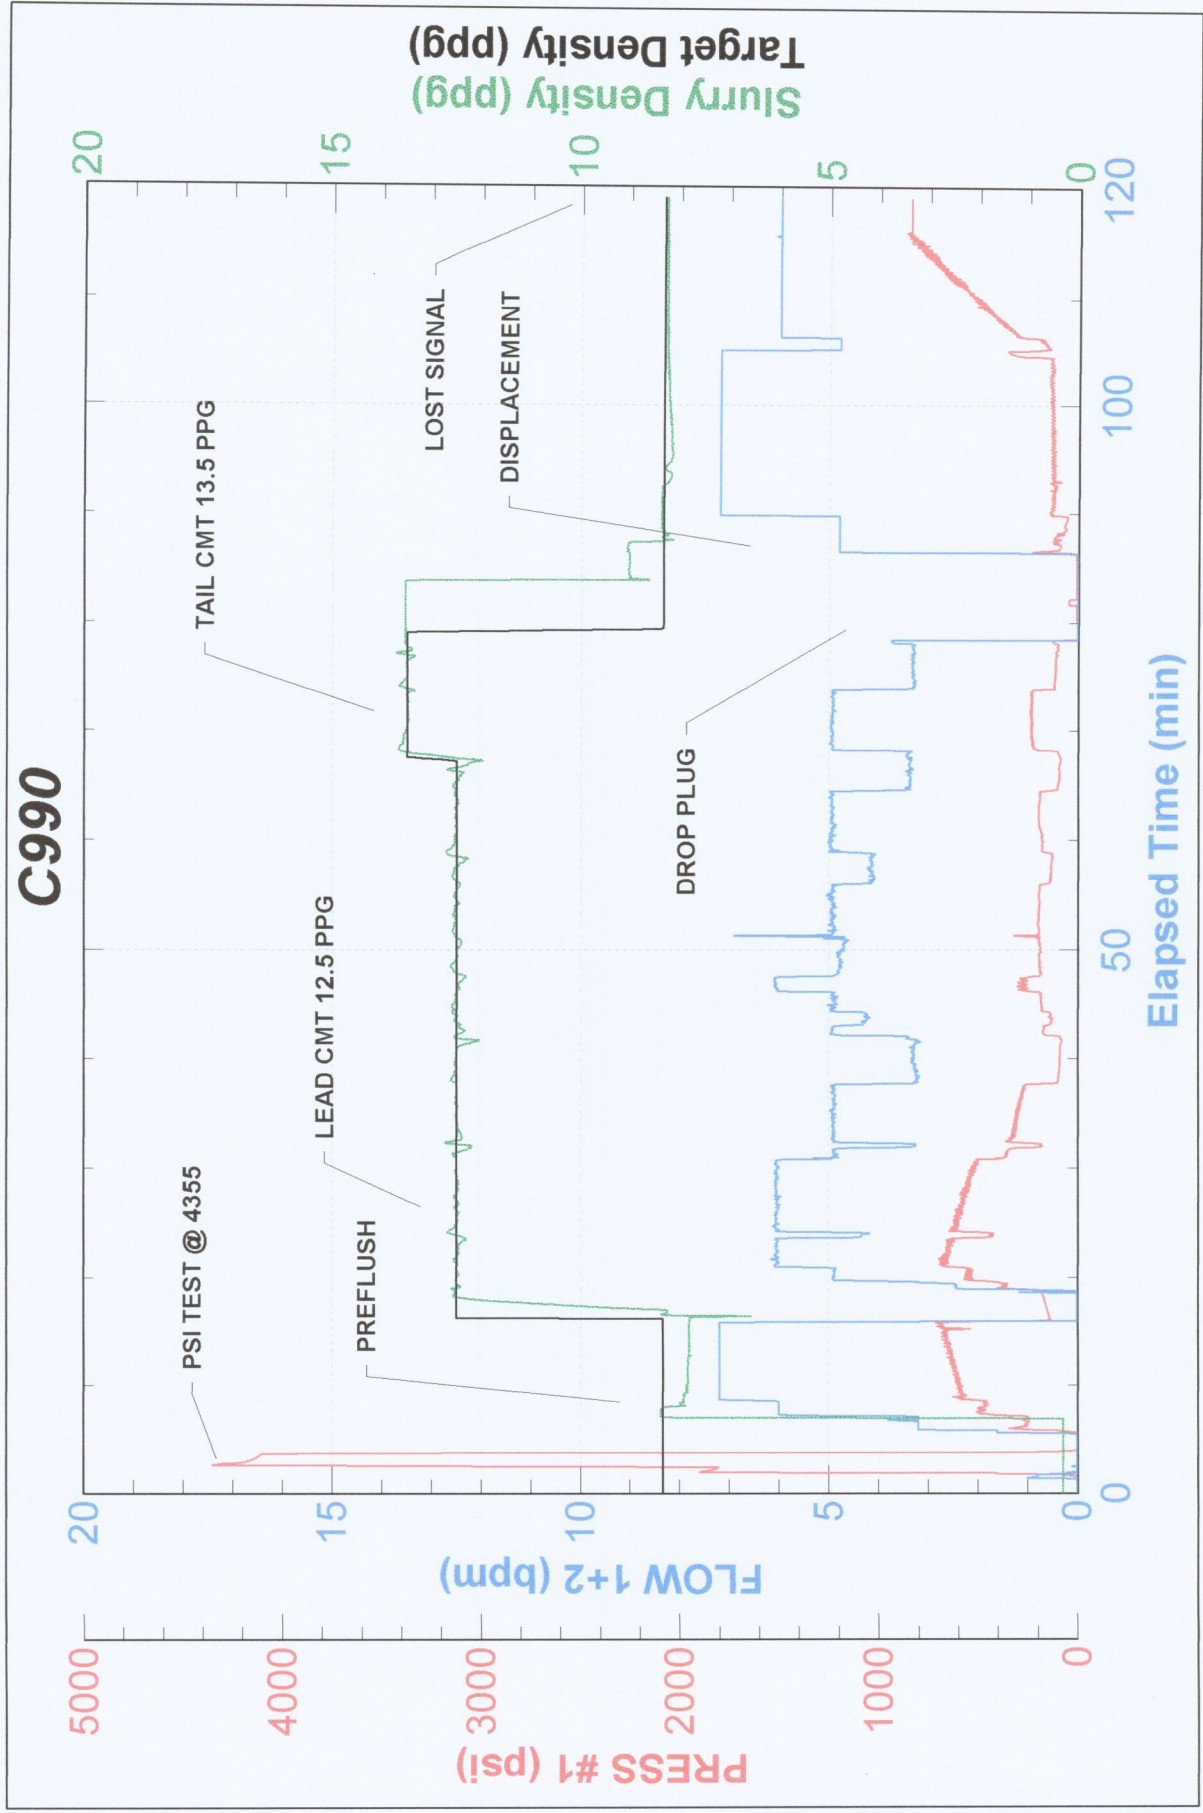 C990
PSI TEST @ 4355
PREFLUSH
LEAD CMT 12.5 PPG
TAIL CMT 13.5 PPG
DROP PLUG
DISPLACEMENT
LOST SIGNAL
5000
4000
3000
2000
1000
0
PRESS #1 (psi)
20
15
10
5
0
FLOW 1+2 (bpm)
0
50
100
120
Elapsed Time (min)
20
15
10
5
0
Slurry Density (ppg)
Target Density (ppg)